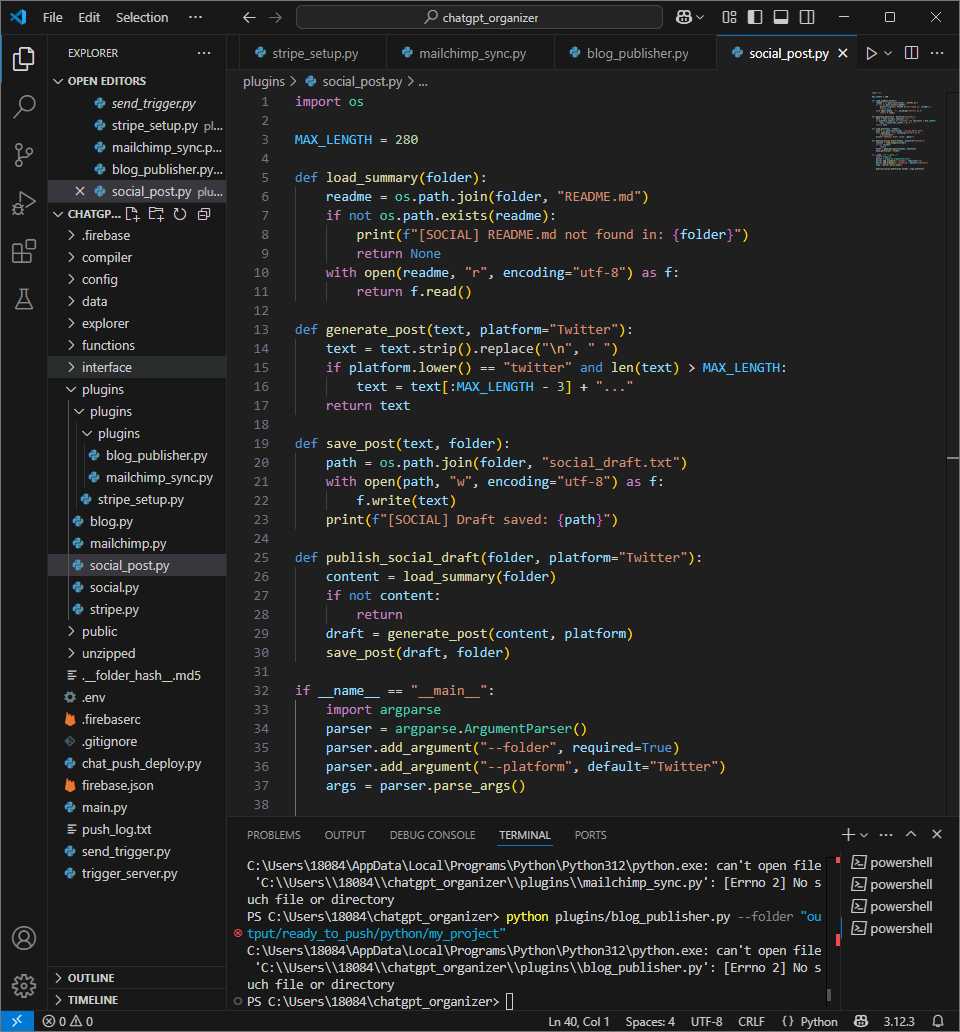 File Edit Selection ··· chatgpt_organizer
EXPLORER ···
stripe_setup.py mailchimp_sync.py blog_publisher.py social_post.py
OPEN EDITORS
send_trigger.py
stripe_setup.py pl...
mailchimp_sync.p...
blog_publisher.py...
social_post.py plu...
CHATGP...
.firebase
compiler
config
data
explorer
functions
interface
plugins
plugins
plugins
blog_publisher.py
mailchimp_sync.py
stripe_setup.py
blog.py
mailchimp.py
social_post.py
social.py
stripe.py
public
unzipped
.__folder_hash__.md5
.env
.firebaserc
.gitignore
chat_push_deploy.py
firebase.json
main.py
push_log.txt
send_trigger.py
trigger_server.py
OUTLINE
TIMELINE
plugins > social_post.py > ...
1 import os
2
3 MAX_LENGTH = 280
4
5 def load_summary(folder):
6     readme = os.path.join(folder, "README.md")
7     if not os.path.exists(readme):
8         print(f"[SOCIAL] README.md not found in: {folder}")
9         return None
10     with open(readme, "r", encoding="utf-8") as f:
11         return f.read()
12
13 def generate_post(text, platform="Twitter"):
14     text = text.strip().replace("\n", " ")
15     if platform.lower() == "twitter" and len(text) > MAX_LENGTH:
16         text = text[:MAX_LENGTH - 3] + "..."
17     return text
18
19 def save_post(text, folder):
20     path = os.path.join(folder, "social_draft.txt")
21     with open(path, "w", encoding="utf-8") as f:
22         f.write(text)
23     print(f"[SOCIAL] Draft saved: {path}")
24
25 def publish_social_draft(folder, platform="Twitter"):
26     content = load_summary(folder)
27     if not content:
28         return
29     draft = generate_post(content, platform)
30     save_post(draft, folder)
31
32 if __name__ == "__main__":
33     import argparse
34     parser = argparse.ArgumentParser()
35     parser.add_argument("--folder", required=True)
36     parser.add_argument("--platform", default="Twitter")
37     args = parser.parse_args()
38
PROBLEMS OUTPUT DEBUG CONSOLE TERMINAL PORTS
C:\Users\18084\AppData\Local\Programs\Python\Python312\python.exe: can't open file
'C:\\Users\\18084\\chatgpt_organizer\\plugins\\mailchimp_sync.py': [Errno 2] No s
uch file or directory
PS C:\Users\18084\chatgpt_organizer> python plugins/blog_publisher.py --folder "ou
tput/ready_to_push/python/my_project"
C:\Users\18084\AppData\Local\Programs\Python\Python312\python.exe: can't open file
'C:\\Users\\18084\\chatgpt_organizer\\plugins\\blog_publisher.py': [Errno 2] No s
uch file or directory
PS C:\Users\18084\chatgpt_organizer>
powershell
powershell
powershell
powershell
0 0 Ln 40, Col 1 Spaces: 4 UTF-8 CRLF {} Python 3.12.3